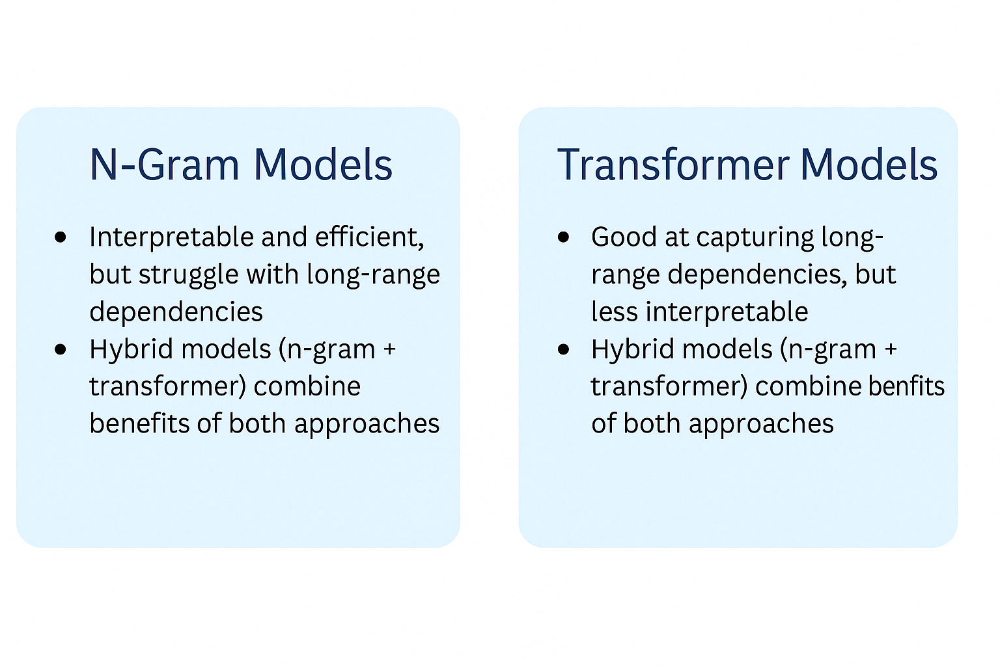 N-Gram Models
• Interpretable and efficient,
but struggle with long-range
dependencies
• Hybrid models (n-gram +
transformer) combine
benefits of both approaches
Transformer Models
• Good at capturing long-
range dependencies, but
less interpretable
• Hybrid models (n-gram +
transformer) combine benfits
of both approaches